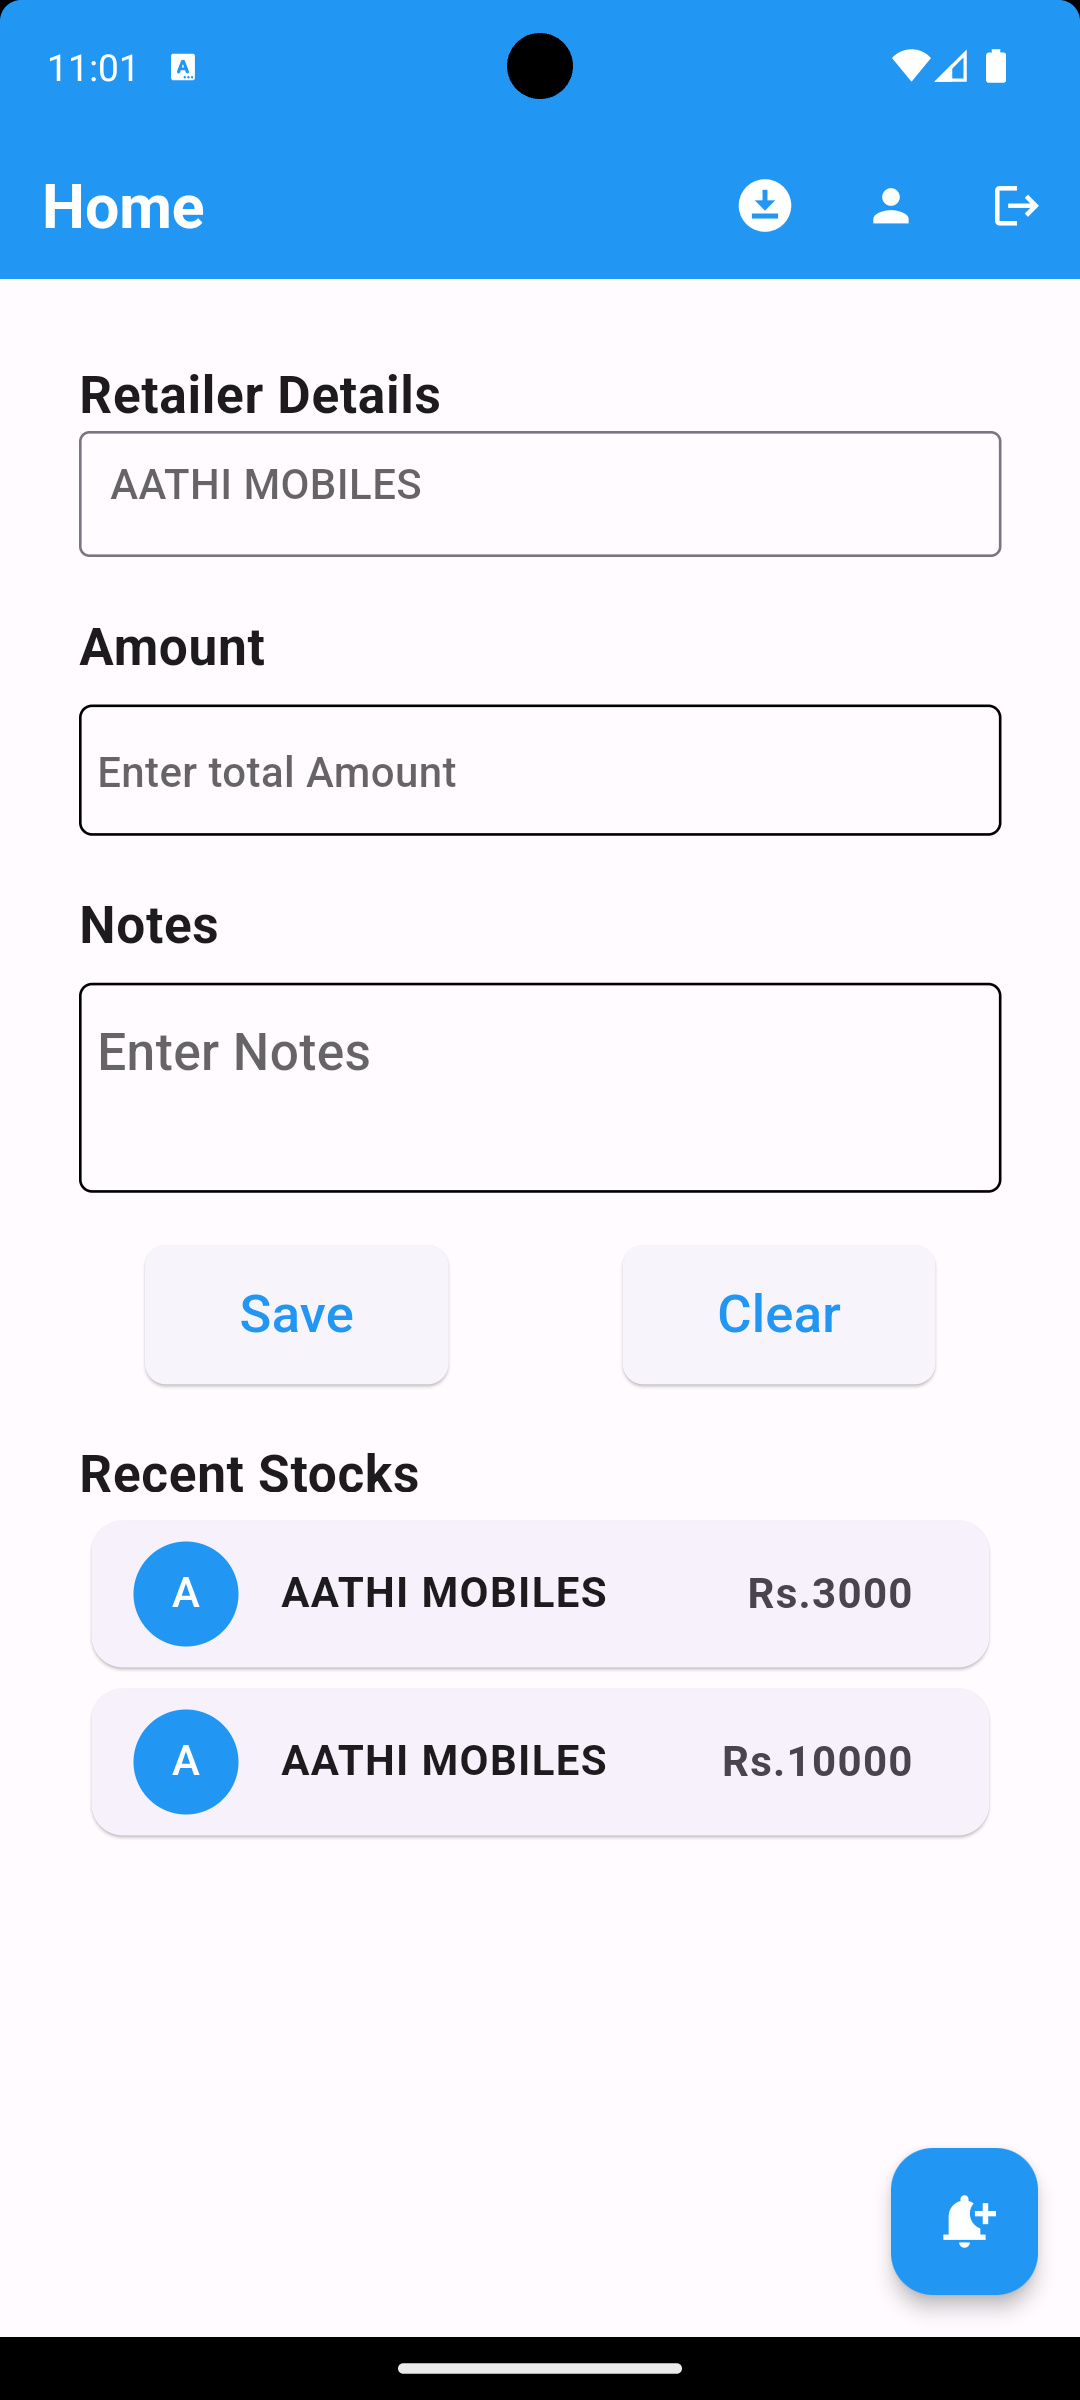 11:01
Home
Retailer Details
AATHI MOBILES
Amount
Enter total Amount
Notes
Enter Notes
Save Clear
Recent Stocks
A AATHI MOBILES Rs.3000
A AATHI MOBILES Rs.10000